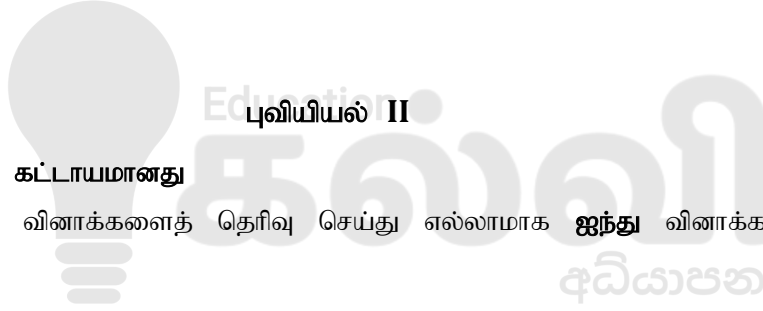 Education
புவியியல் II
கல்வி
கட்டாயமானது
வினாக்களைத் தெரிவு செய்து எல்லாமாக ஐந்து வினாக்க
අධ්‍යාපන